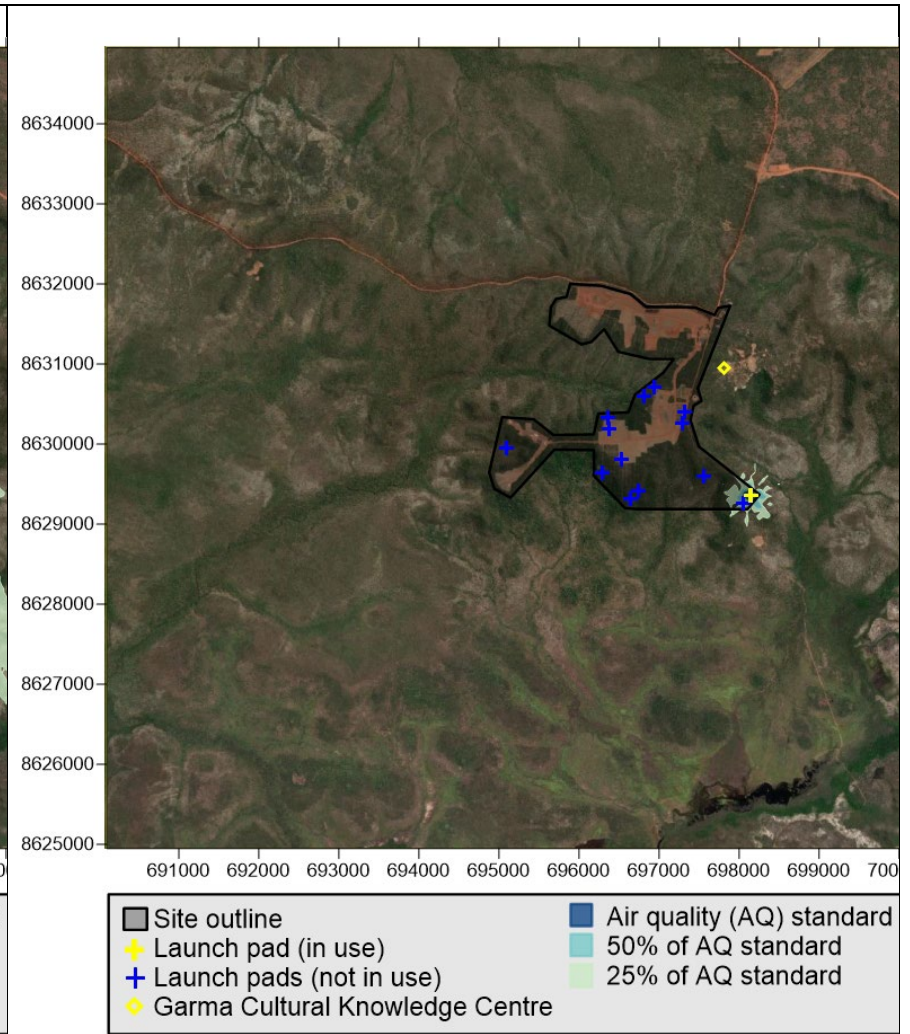 8634000
8633000
8632000
8631000
8630000
8629000
8628000
8627000
8626000
8625000
691000 692000 693000 694000 695000 696000 697000 698000 699000 700
Site outline
Launch pad (in use)
Launch pads (not in use)
Garma Cultural Knowledge Centre
Air quality (AQ) standard
50% of AQ standard
25% of AQ standard